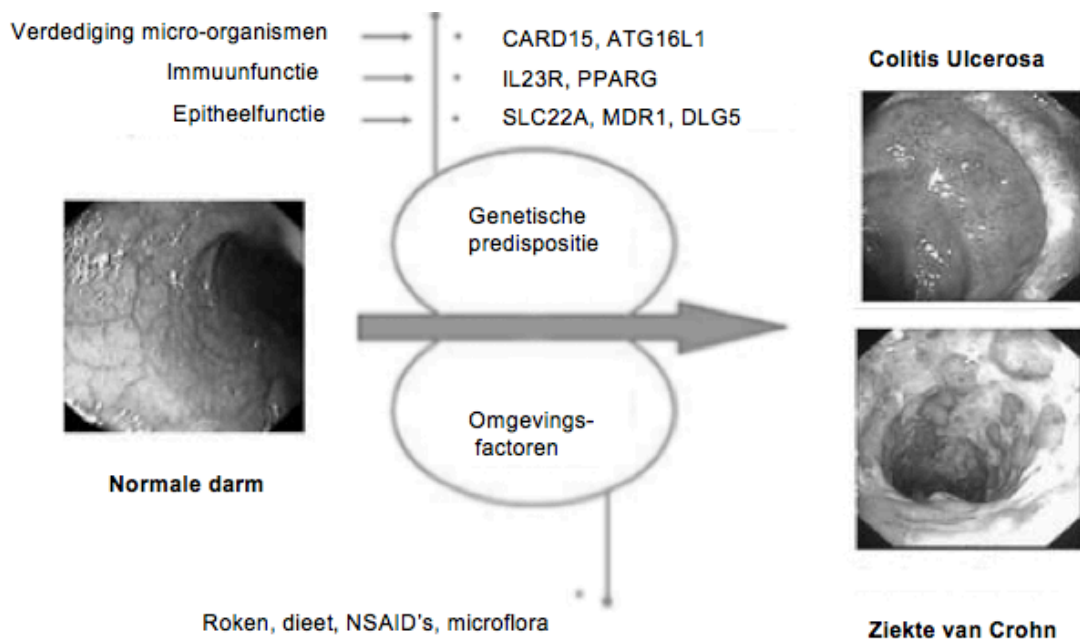 Verdediging micro-organismen
CARD15, ATG16L1
Immuunfunctie
IL23R, PPARG
Epitheelfunctie
SLC22A, MDR1, DLG5
Colitis Ulcerosa
Genetische
predispositie
Omgevings-
factoren
Normale darm
Roken, dieet, NSAID's, microflora
Ziekte van Crohn